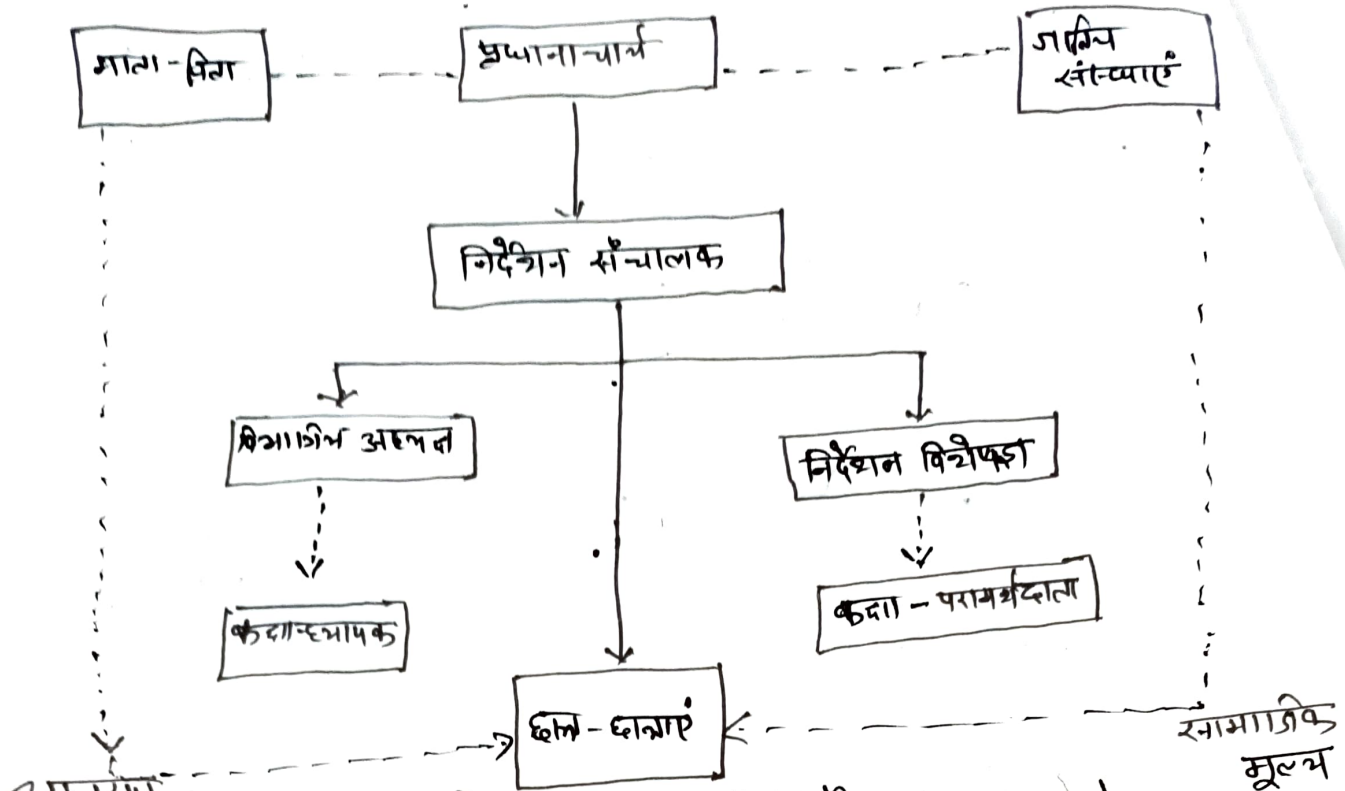 माता-पिता
प्रधानाचार्य
संस्थाएं
निर्देशन संचालक
विभागीय अध्यक्ष
निर्देशन विशेषज्ञ
कक्षाध्यापक
कक्षा-परामर्शदाता
छात्र-छात्राएं
सामाजिक
मूल्य